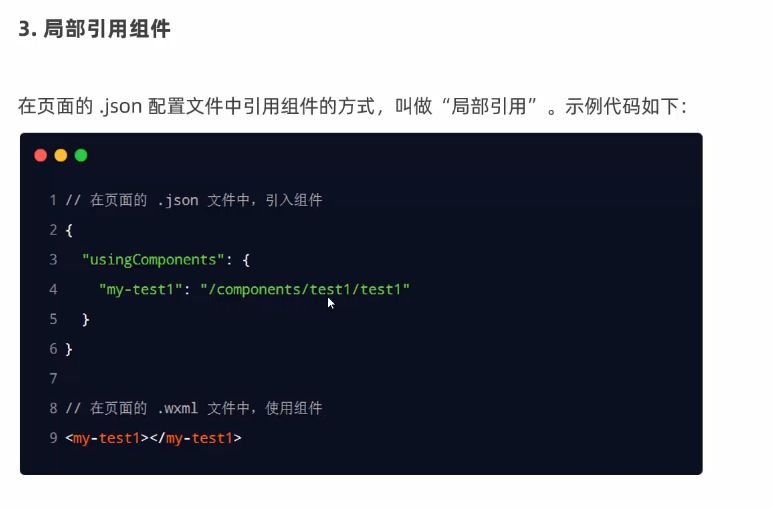 3. 局部引用组件
在页面的 .json 配置文件中引用组件的方式，叫做“局部引用”。示例代码如下：
1 // 在页面的 .json 文件中，引入组件
2 {
3   "usingComponents": {
4     "my-test1": "/components/test1/test1"
5   }
6 }
7
8 // 在页面的 .wxml 文件中，使用组件
9 <my-test1></my-test1>